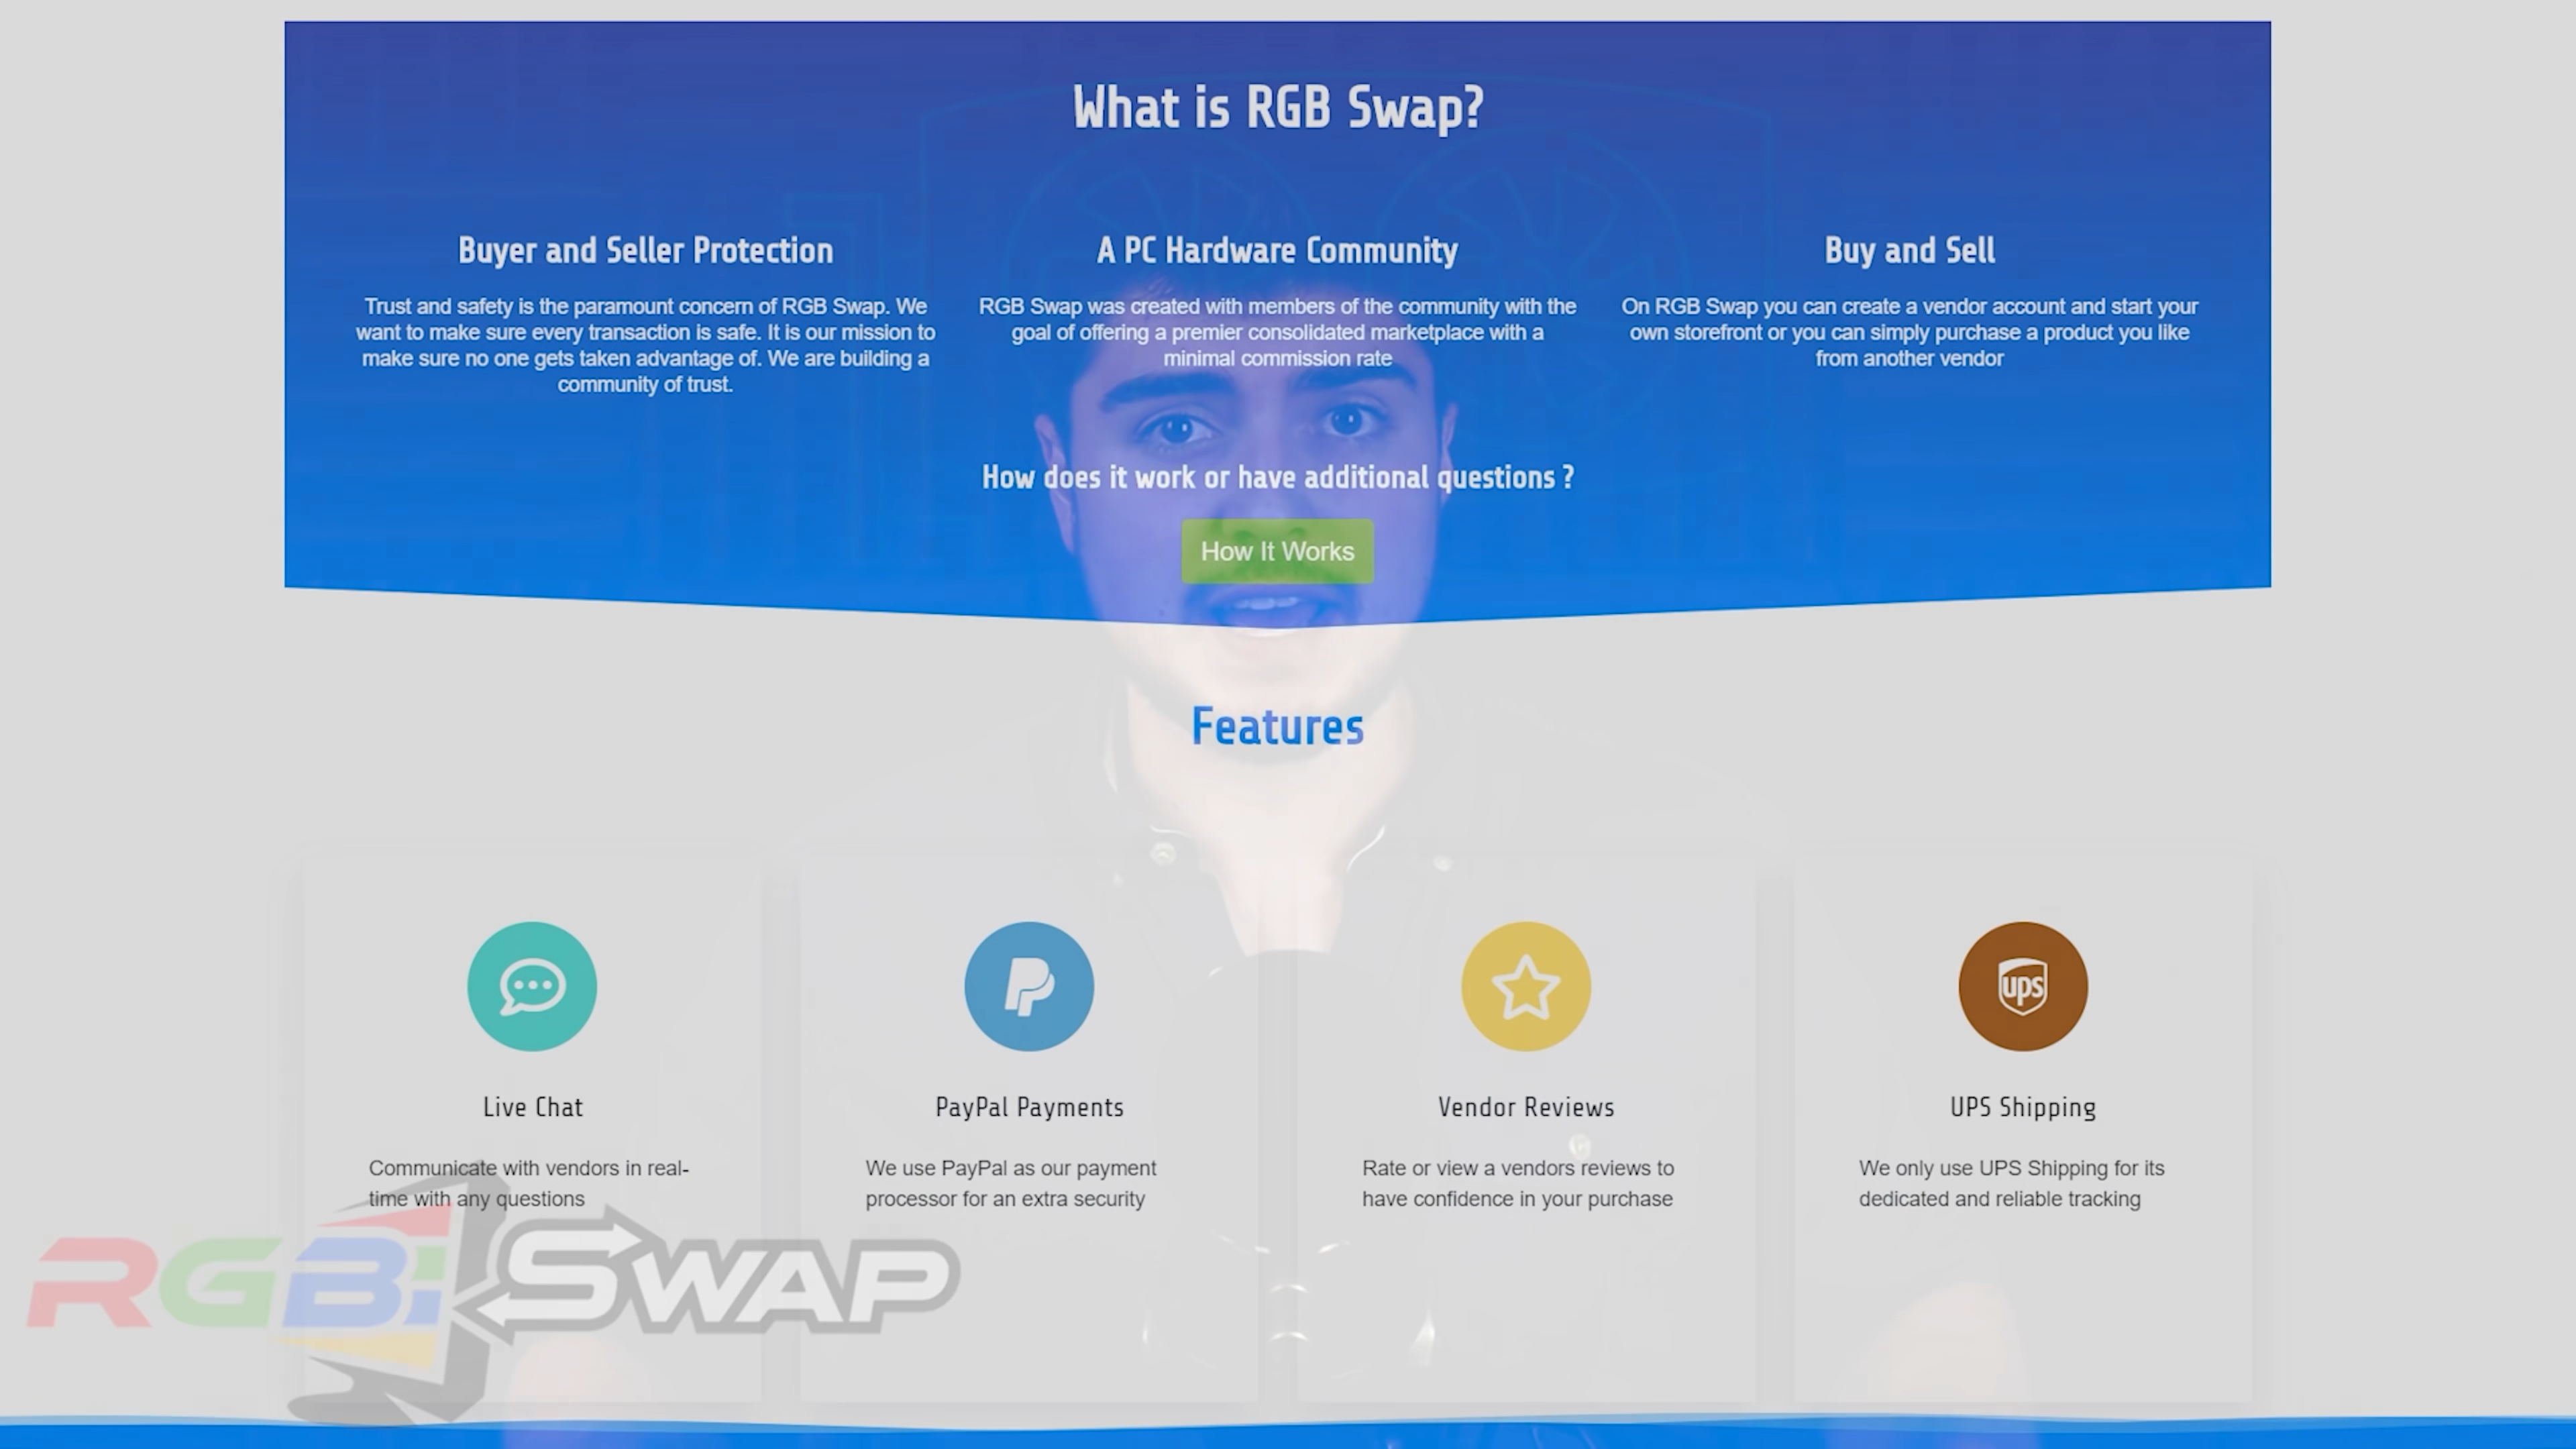 What is RGB Swap?
Buyer and Seller Protection
Trust and safety is the paramount concern of RGB Swap. We
want to make sure every transaction is safe. It is our mission to
make sure no one gets taken advantage of. We are building a
community of trust.
A PC Hardware Community
RGB Swap was created with members of the community with the
goal of offering a premier consolidated marketplace with a
minimal commission rate
Buy and Sell
On RGB Swap you can create a vendor account and start your
own storefront or you can simply purchase a product you like
from another vendor
How does it work or have additional questions ?
How It Works
Features
ups
Live Chat
Communicate with vendors in real-
time with any questions
PayPal Payments
We use PayPal as our payment
processor for an extra security
Vendor Reviews
Rate or view a vendors reviews to
have confidence in your purchase
UPS Shipping
We only use UPS Shipping for its
dedicated and reliable tracking
RGB SWAP